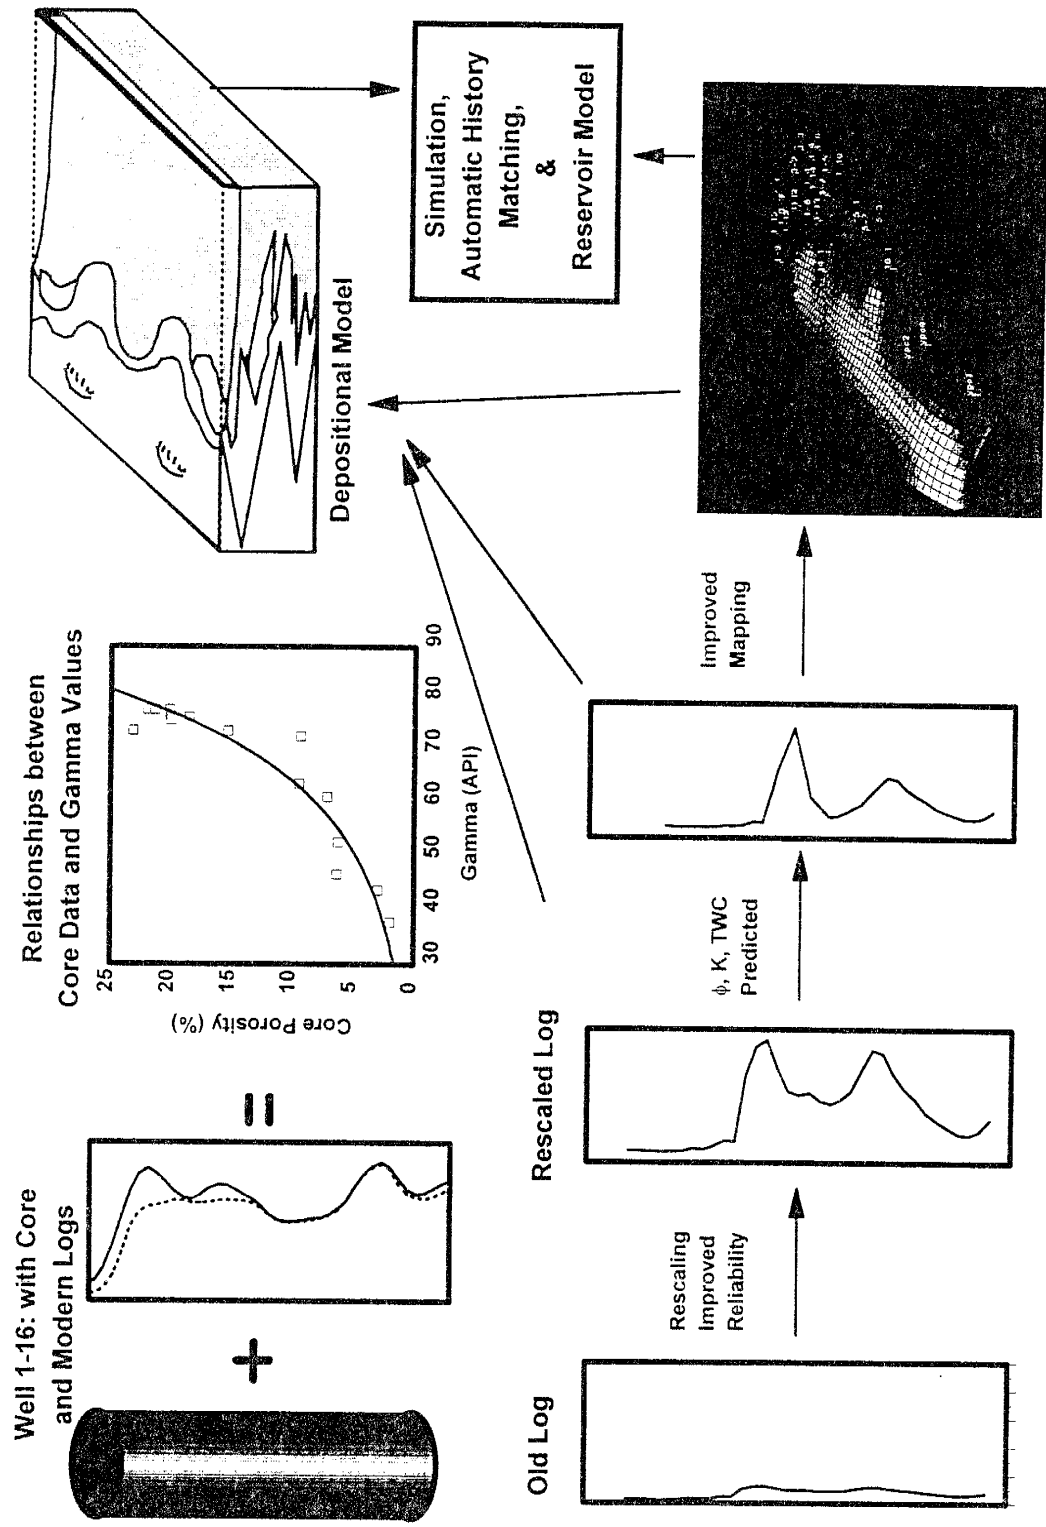 Well 1-16: with Core
and Modern Logs
Relationships between
Core Data and Gamma Values
Core Porosity (%)
25
20
15
10
5
0
30
40
50
60
70
80
90
Gamma (API)
Depositional Model
Simulation,
Automatic History
Matching,
&
Reservoir Model
Old Log
Rescaling
Improved
Reliability
Rescaled Log
ϕ, K, TWC
Predicted
Improved
Mapping